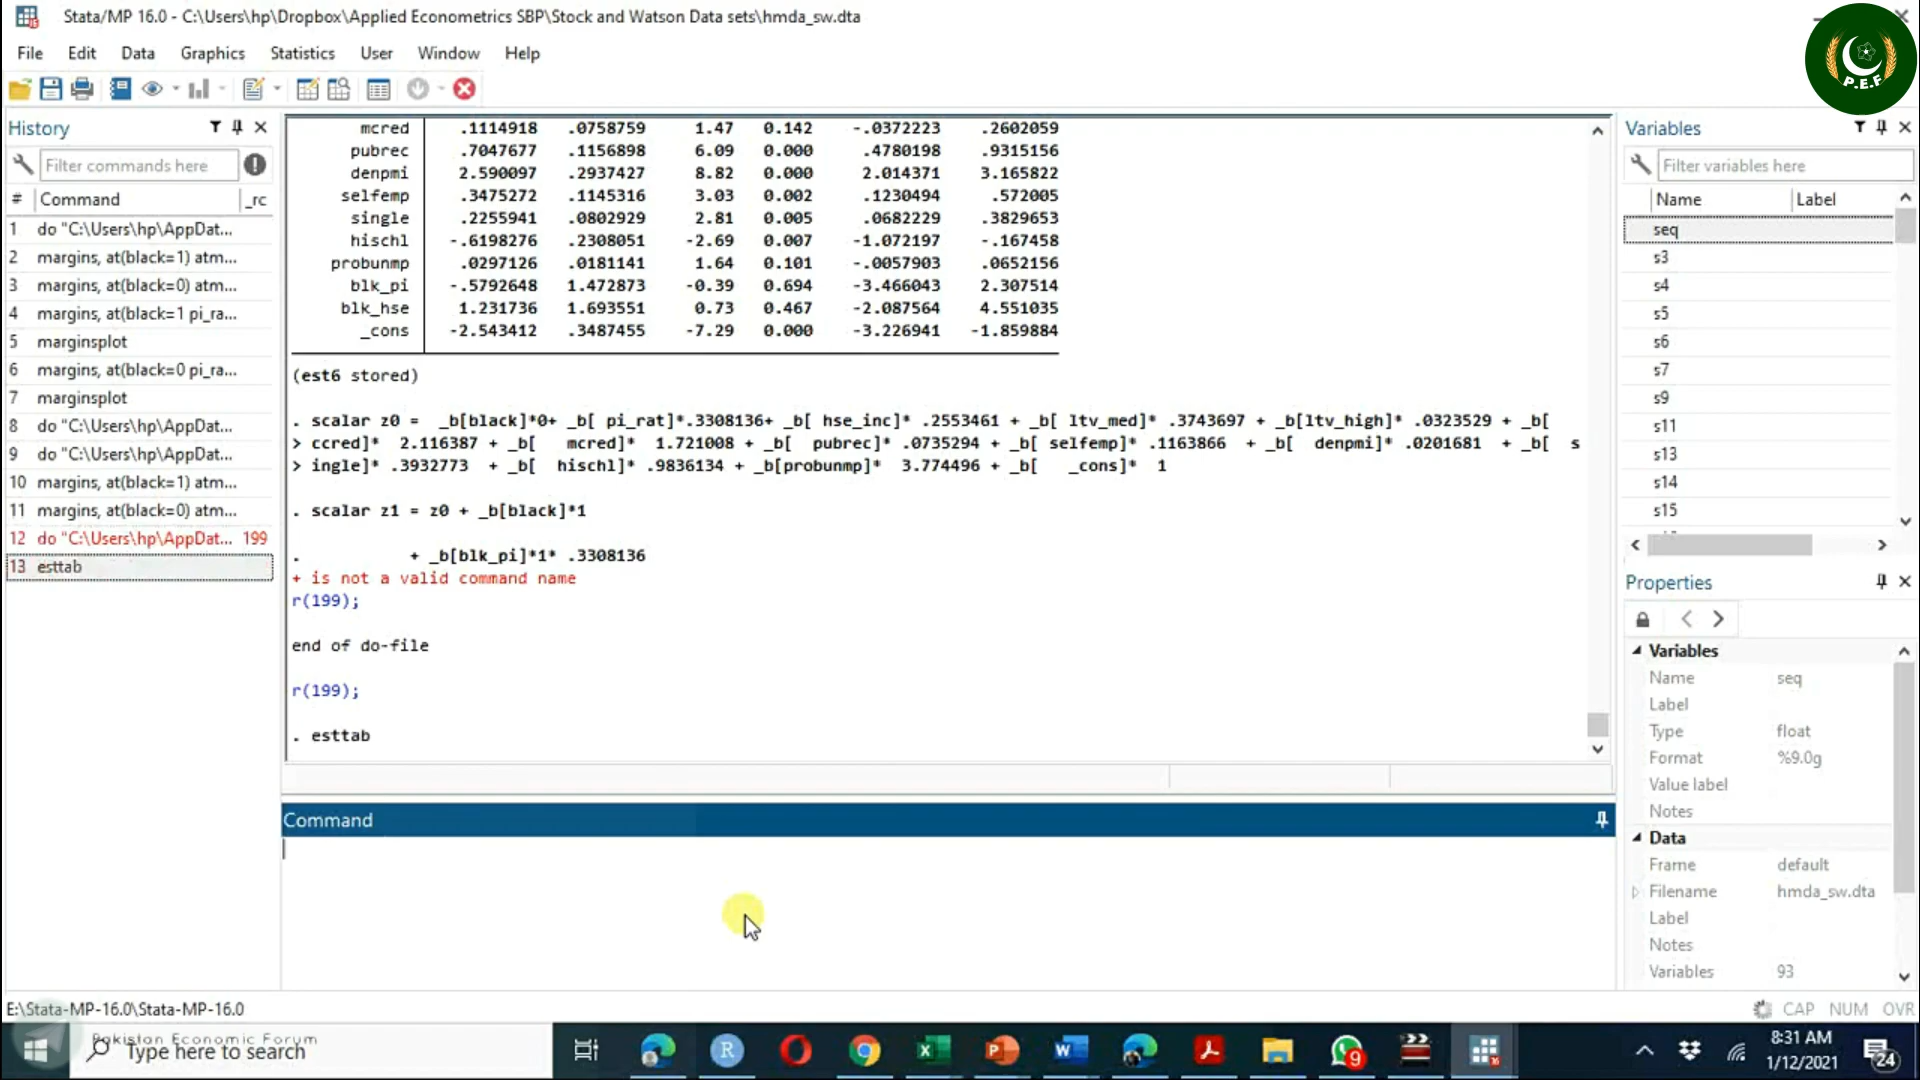 Stata/MP 16.0 - C:\Users\hp\Dropbox\Applied Econometrics SBP\Stock and Watson Data sets\hmda_sw.dta
File Edit Data Graphics Statistics User Window Help
P.E.F
History
Filter commands here
# Command _rc
1 do "C:\Users\hp\AppDat...
2 margins, at(black=1) atm...
3 margins, at(black=0) atm...
4 margins, at(black=1 pi_ra...
5 marginsplot
6 margins, at(black=0 pi_ra...
7 marginsplot
8 do "C:\Users\hp\AppDat...
9 do "C:\Users\hp\AppDat...
10 margins, at(black=1) atm...
11 margins, at(black=0) atm...
12 do "C:\Users\hp\AppDat... 199
13 esttab
mcred .1114918 .0758759 1.47 0.142 -.0372223 .2602059
pubrec .7047677 .1156898 6.09 0.000 .4780198 .9315156
denpmi 2.590097 .2937427 8.82 0.000 2.014371 3.165822
selfemp .3475272 .1145316 3.03 0.002 .1230494 .572005
single .2255941 .0802929 2.81 0.005 .0682229 .3829653
hischl -.6198276 .2308051 -2.69 0.007 -1.072197 -.167458
probunmp .0297126 .0181141 1.64 0.101 -.0057903 .0652156
blk_pi -.5792648 1.472873 -0.39 0.694 -3.466043 2.307514
blk_hse 1.231736 1.693551 0.73 0.467 -2.087564 4.551035
_cons -2.543412 .3487455 -7.29 0.000 -3.226941 -1.859884
(est6 stored)
. scalar z0 = _b[black]*0+ _b[ pi_rat]*.3308136+ _b[ hse_inc]* .2553461 + _b[ ltv_med]* .3743697 + _b[ltv_high]* .0323529 + _b[
> ccred]* 2.116387 + _b[ mcred]* 1.721008 + _b[ pubrec]* .0735294 + _b[ selfemp]* .1163866 + _b[ denpmi]* .0201681 + _b[ s
> ingle]* .3932773 + _b[ hischl]* .9836134 + _b[probunmp]* 3.774496 + _b[ _cons]* 1
. scalar z1 = z0 + _b[black]*1
. + _b[blk_pi]*1* .3308136
+ is not a valid command name
r(199);
end of do-file
r(199);
. esttab
Command
Variables
Filter variables here
Name Label
seq
s3
s4
s5
s6
s7
s9
s11
s13
s14
s15
Properties
Variables
Name seq
Label
Type float
Format %9.0g
Value label
Notes
Data
Frame default
Filename hmda_sw.dta
Label
Notes
Variables 93
E:\Stata-MP-16.0\Stata-MP-16.0
CAP NUM OVR
Pakistan Economic Forum
Type here to search
9
8:31 AM
1/12/2021
24